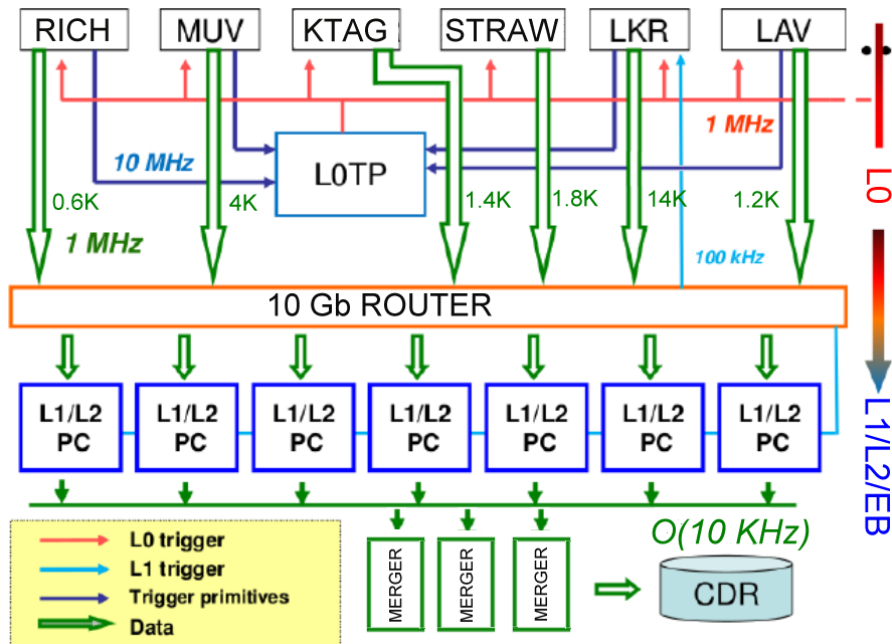 RICH MUV KTAG STRAW LKR LAV
1 MHz
10 MHz
L0TP
L0
0.6K 4K 1.4K 1.8K 14K 1.2K
1 MHz
100 kHz
10 Gb ROUTER
L1/L2 PC
L1/L2 PC
L1/L2 PC
L1/L2 PC
L1/L2 PC
L1/L2 PC
L1/L2 PC
L1/L2/EB
L0 trigger
L1 trigger
Trigger primitives
Data
MERGER
MERGER
MERGER
O(10 KHz)
CDR